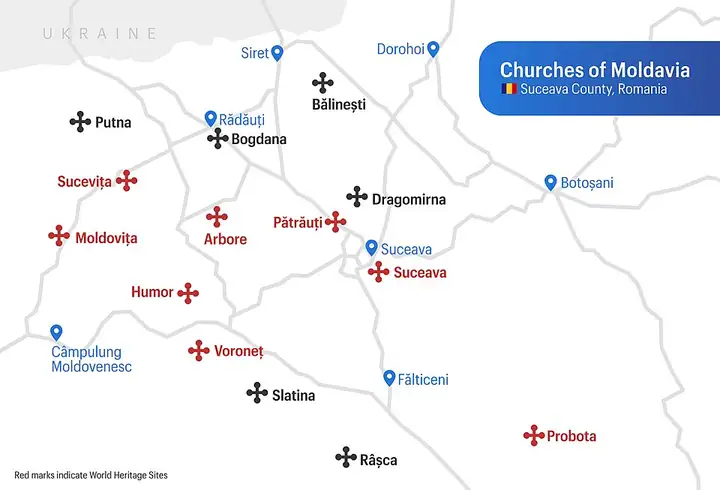 UKRAINE
Siret
Dorohoi
Churches of Moldavia
Suceava County, Romania
Bălinești
Putna
Rădăuți
Bogdana
Sucevița
Botoșani
Dragomirna
Moldovița
Arbore
Pătrăuți
Suceava
Suceava
Humor
Câmpulung
Moldovenesc
Voroneț
Fălticeni
Slatina
Probota
Râșca
Red marks indicate World Heritage Sites